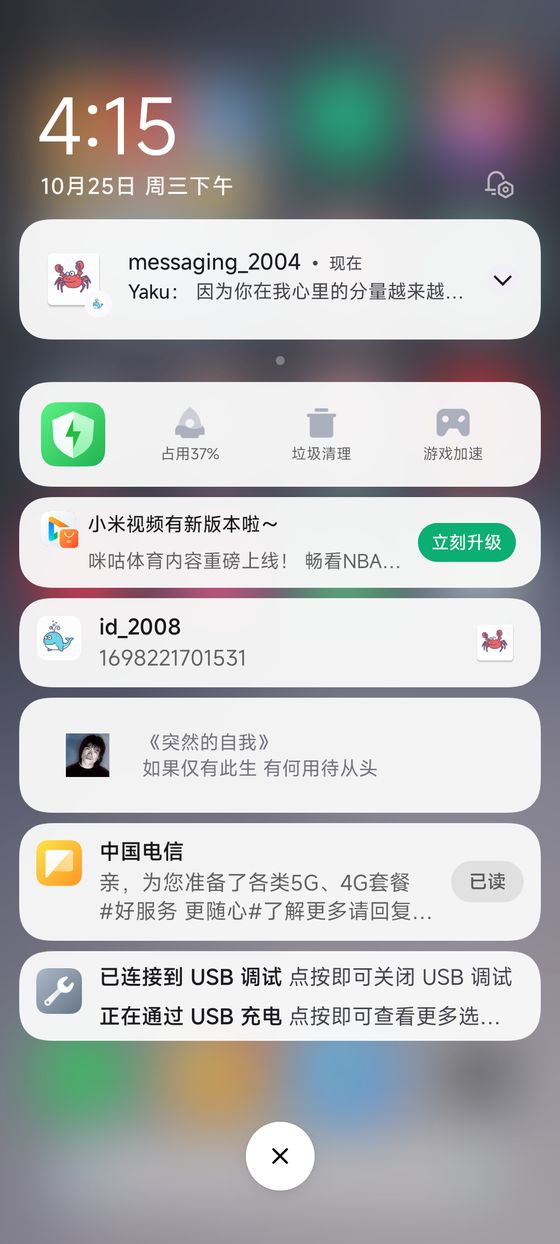 4:15
10月25日 周三下午
messaging_2004 • 现在
Yaku： 因为你在我心里的分量越来越...
占用37%
垃圾清理
游戏加速
小米视频有新版本啦～
咪咕体育内容重磅上线！ 畅看NBA...
立刻升级
id_2008
1698221701531
《突然的自我》
如果仅有此生 有何用待从头
中国电信
亲，为您准备了各类5G、4G套餐
#好服务 更随心#了解更多请回复...
已读
已连接到 USB 调试 点按即可关闭 USB 调试
正在通过 USB 充电 点按即可查看更多选...